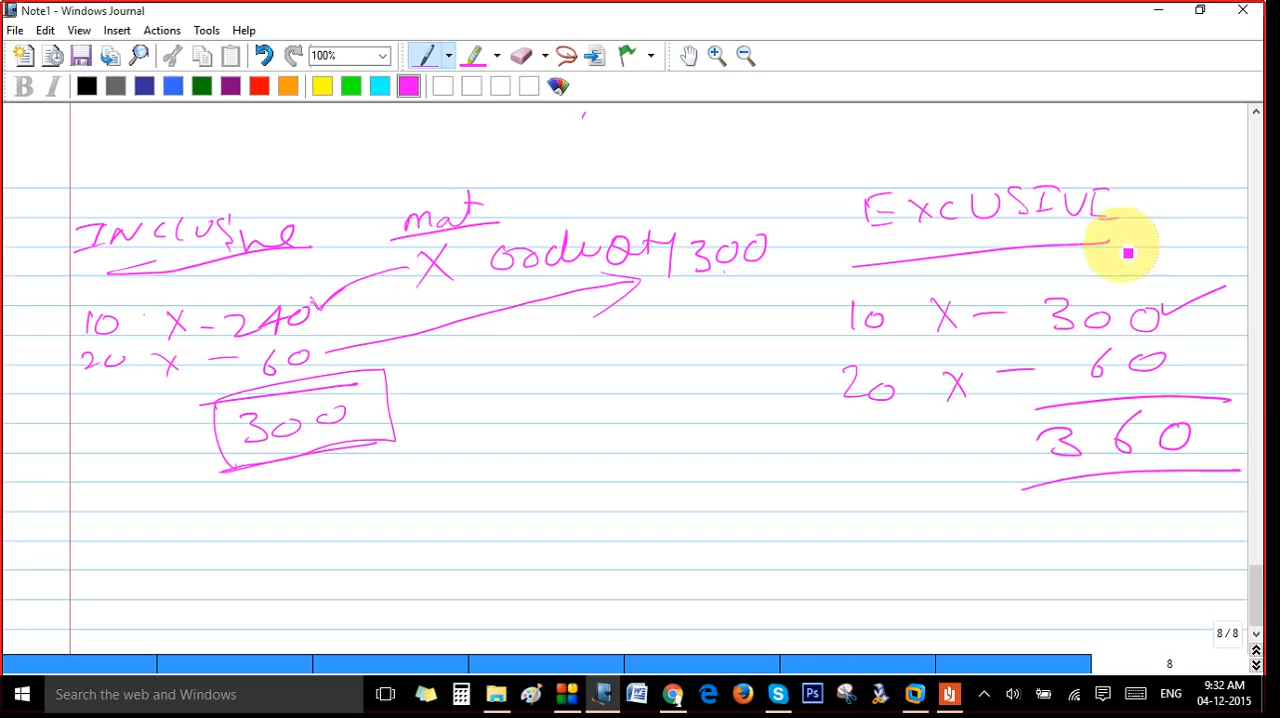 Note1 - Windows Journal
File Edit View Insert Actions Tools Help
100%
B I
EXCUSIVE
INCLUSIVE
mat
X order Qty 300
10 X - 240
10 X - 300
20 X - 60
20 X - 60
300
360
8 / 8
8
Search the web and Windows
ENG
9:32 AM
04-12-2015